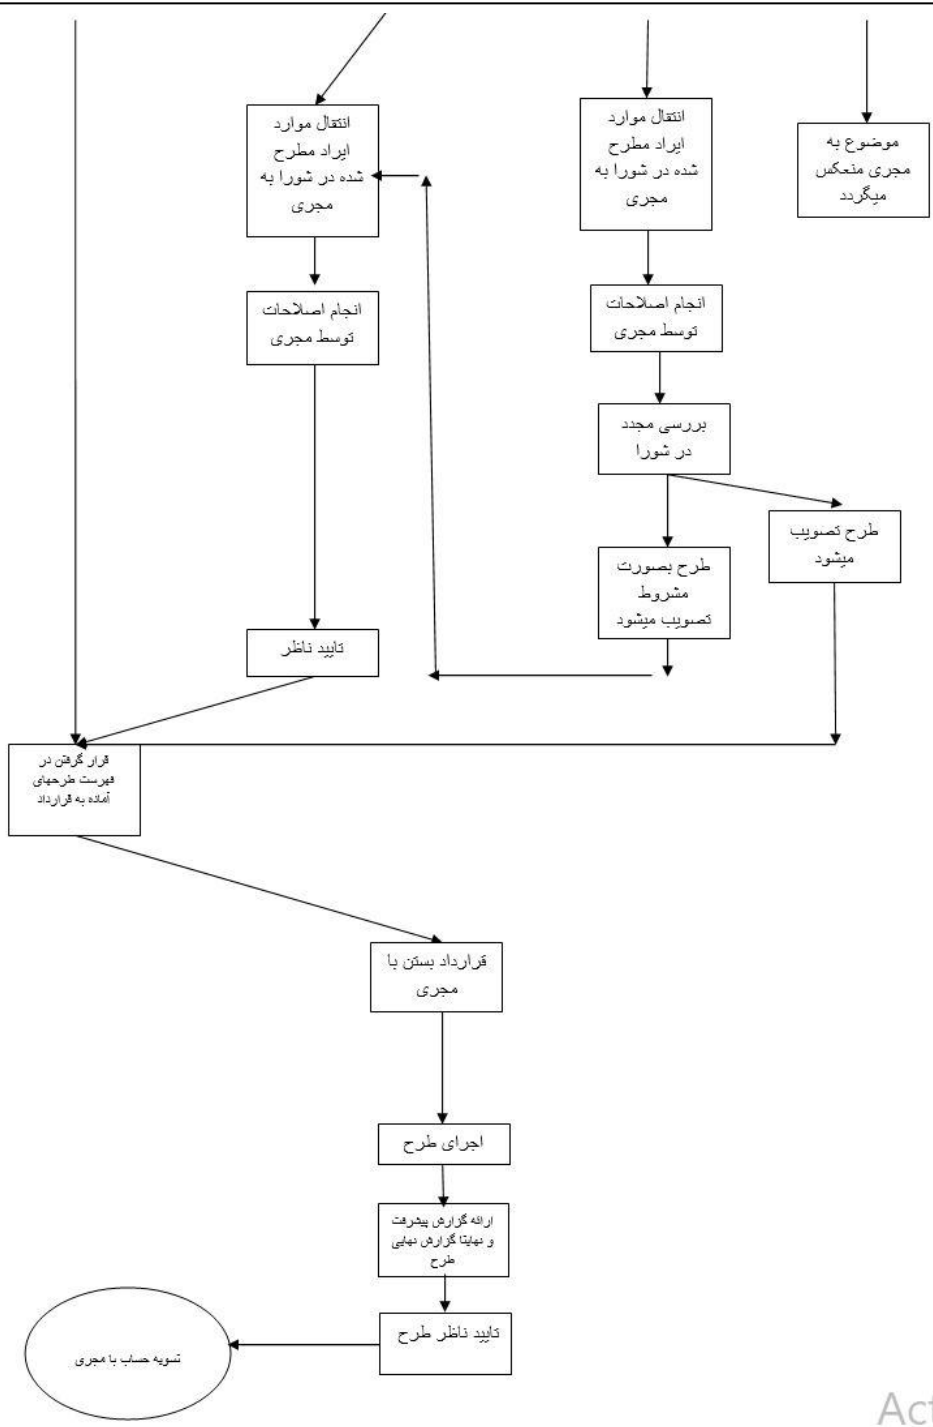 موضوع به
مجری منعکس
میگردد
انتقال موارد
ایراد مطرح
شده در شورا به
مجری
انتقال موارد
ایراد مطرح
شده در شورا به
مجری
انجام اصلاحات
توسط مجری
انجام اصلاحات
توسط مجری
بررسی مجدد
در شورا
طرح تصویب
میشود
طرح بصورت
مشروط
تصویب میشود
تایید ناظر
قرار گرفتن در
فهرست طرحهای
آماده به قرارداد
قرارداد بستن با
مجری
اجرای طرح
ارائه گزارش پیشرفت
و نهایتا گزارش نهایی
طرح
تایید ناظر طرح
تسویه حساب با مجری
Act